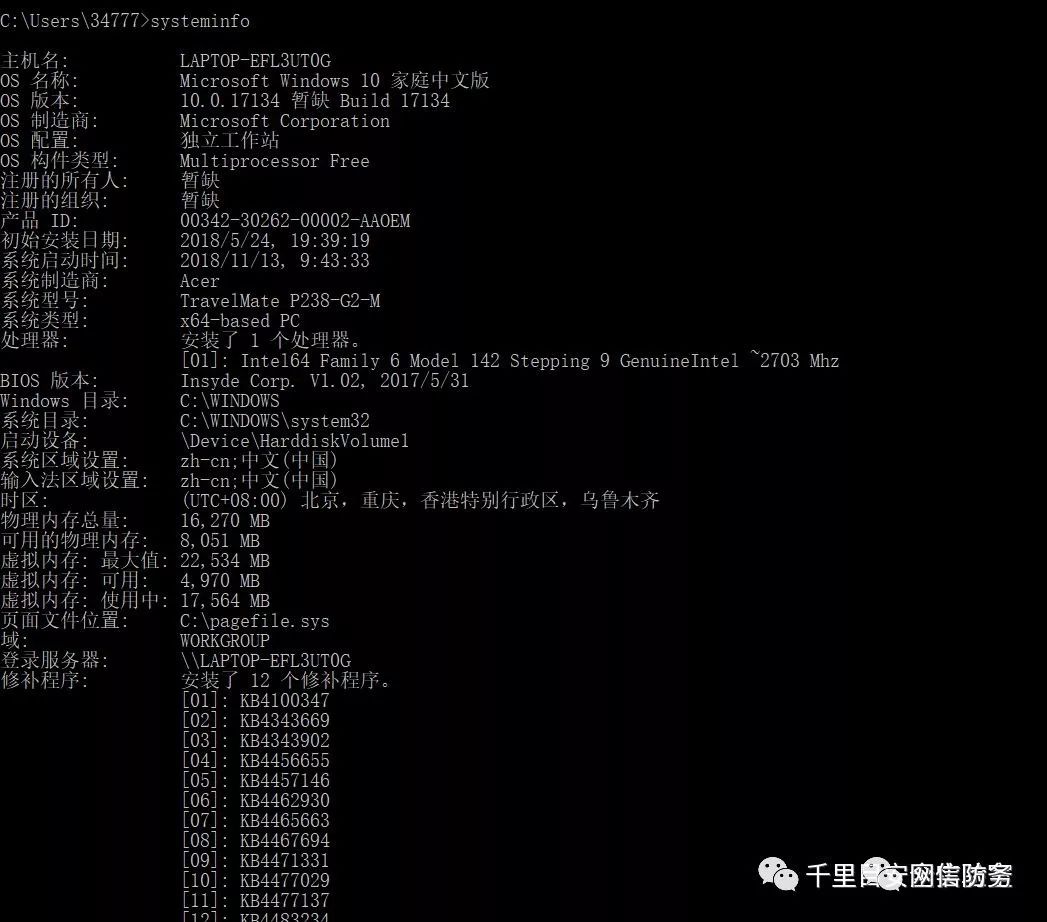 C:\Users\34777>systeminfo
主机名: LAPTOP-EFL3UT0G
OS 名称: Microsoft Windows 10 家庭中文版
OS 版本: 10.0.17134 暂缺 Build 17134
OS 制造商: Microsoft Corporation
OS 配置: 独立工作站
OS 构件类型: Multiprocessor Free
注册的所有人: 暂缺
注册的组织: 暂缺
产品 ID: 00342-30262-00002-AAOEM
初始安装日期: 2018/5/24, 19:39:19
系统启动时间: 2018/11/13, 9:43:33
系统制造商: Acer
系统型号: TravelMate P238-G2-M
系统类型: x64-based PC
处理器: 安装了 1 个处理器。
[01]: Intel64 Family 6 Model 142 Stepping 9 GenuineIntel ~2703 Mhz
BIOS 版本: Insyde Corp. V1.02, 2017/5/31
Windows 目录: C:\WINDOWS
系统目录: C:\WINDOWS\system32
启动设备: \Device\HarddiskVolume1
系统区域设置: zh-cn;中文(中国)
输入法区域设置: zh-cn;中文(中国)
时区: (UTC+08:00) 北京，重庆，香港特别行政区，乌鲁木齐
物理内存总量: 16,270 MB
可用的物理内存: 8,051 MB
虚拟内存: 最大值: 22,534 MB
虚拟内存: 可用: 4,970 MB
虚拟内存: 使用中: 17,564 MB
页面文件位置: C:\pagefile.sys
域: WORKGROUP
登录服务器: \\LAPTOP-EFL3UT0G
修补程序: 安装了 12 个修补程序。
[01]: KB4100347
[02]: KB4343669
[03]: KB4343902
[04]: KB4456655
[05]: KB4457146
[06]: KB4462930
[07]: KB4465663
[08]: KB4467694
[09]: KB4471331
[10]: KB4477029
[11]: KB4477137
[12]: KB4483234
千里